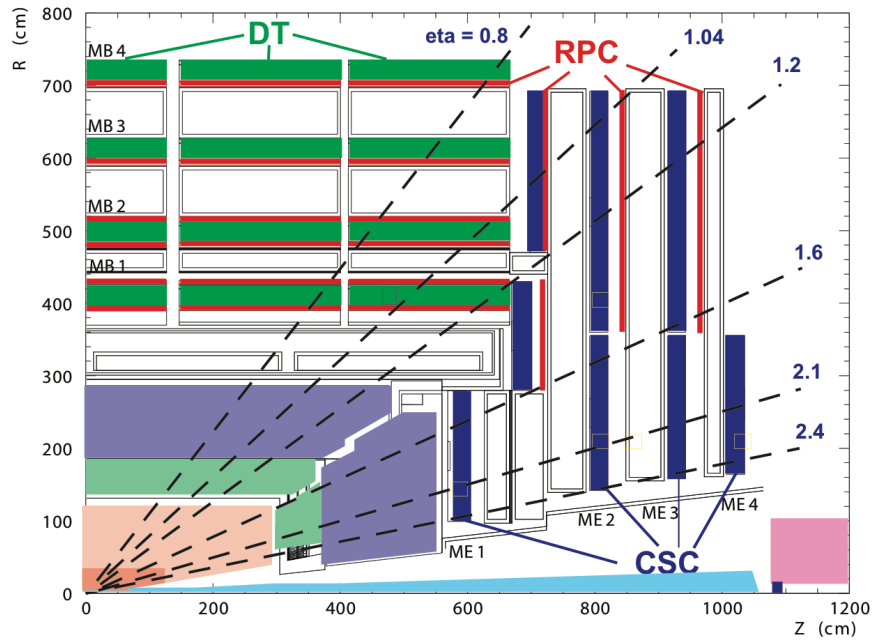 R (cm)
800
700
600
500
400
300
200
100
0
MB 4
DT
eta = 0.8
RPC
1.04
1.2
MB 3
MB 2
MB 1
1.6
2.1
2.4
ME 1
ME 2
ME 3
ME 4
CSC
0
200
400
600
800
1000
1200
Z (cm)